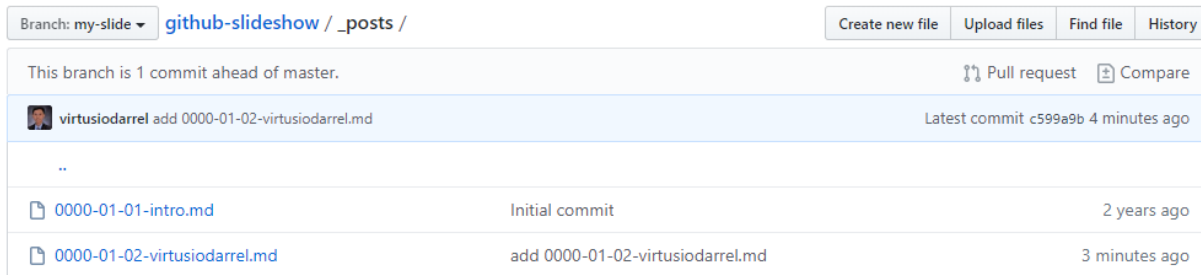 Branch: my-slide github-slideshow / _posts / Create new file Upload files Find file History
This branch is 1 commit ahead of master. Pull request Compare
virtusiodarrel add 0000-01-02-virtusiodarrel.md Latest commit c599a9b 4 minutes ago
..
0000-01-01-intro.md Initial commit 2 years ago
0000-01-02-virtusiodarrel.md add 0000-01-02-virtusiodarrel.md 3 minutes ago